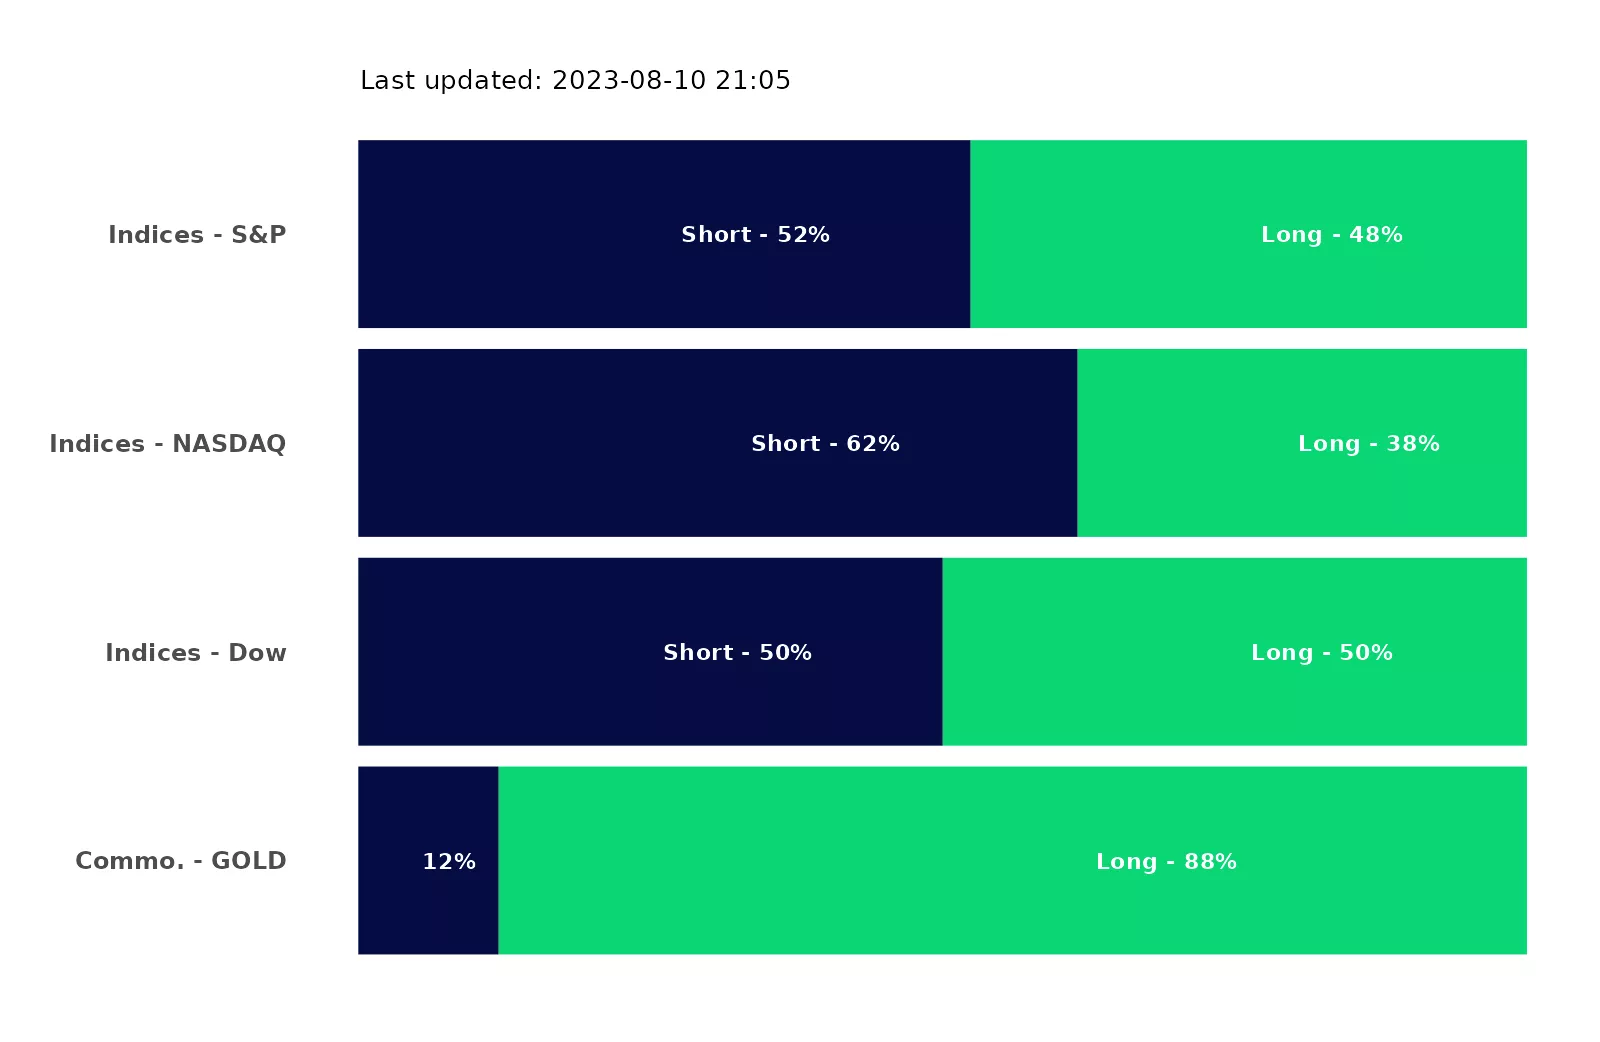 Last updated: 2023-08-10 21:05
Indices - S&P Short - 52% Long - 48%
Indices - NASDAQ Short - 62% Long - 38%
Indices - Dow Short - 50% Long - 50%
Commo. - GOLD 12% Long - 88%